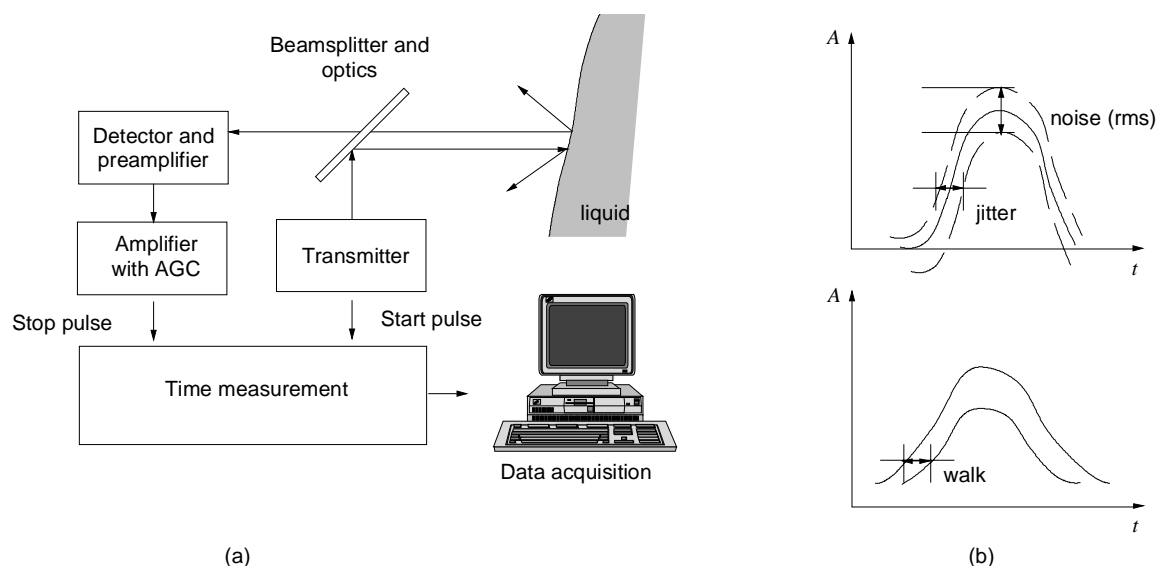 Beamsplitter and
optics
Detector and
preamplifier
liquid
Amplifier
with AGC
Transmitter
Stop pulse
Start pulse
Time measurement
Data acquisition
(a)
A
noise (rms)
jitter
t
A
walk
t
(b)